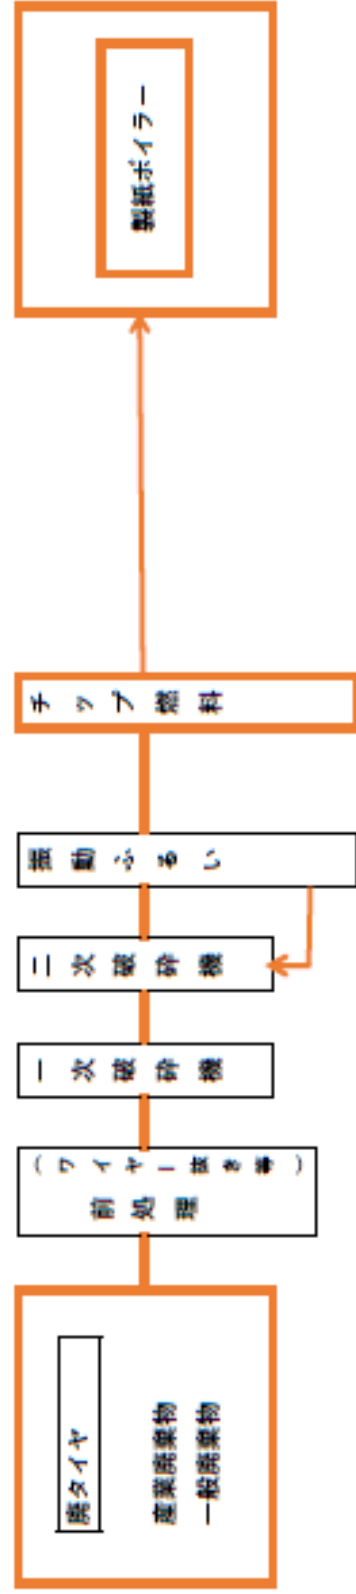 廃タイヤ
産業廃棄物
一般廃棄物
前処理
（ワイヤー抜き等）
一次破砕機
二次破砕機
振動ふるい
チップ燃料
製紙ボイラー